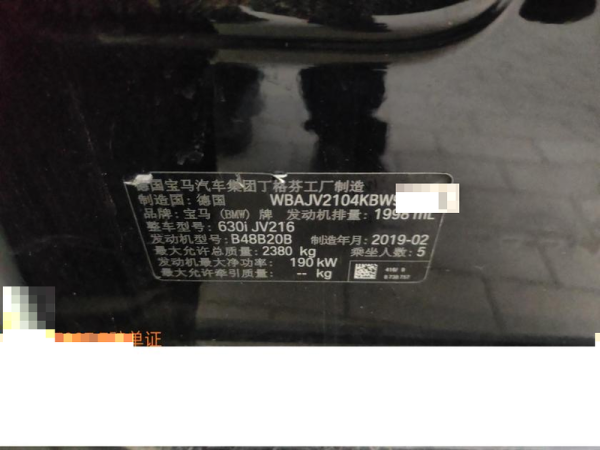 德国宝马汽车集团丁格芬工厂制造
制造国：德国 WBAJV2104KBW
品牌：宝马 (BMW) 牌 发动机排量：1998 mL
整车型号：630i JV216
发动机型号：B48B20B 制造年月：2019-02
最大允许总质量：2380 kg 乘坐人数：5
发动机最大净功率：190 kW
最大允许牵引质量：-- kg
单证